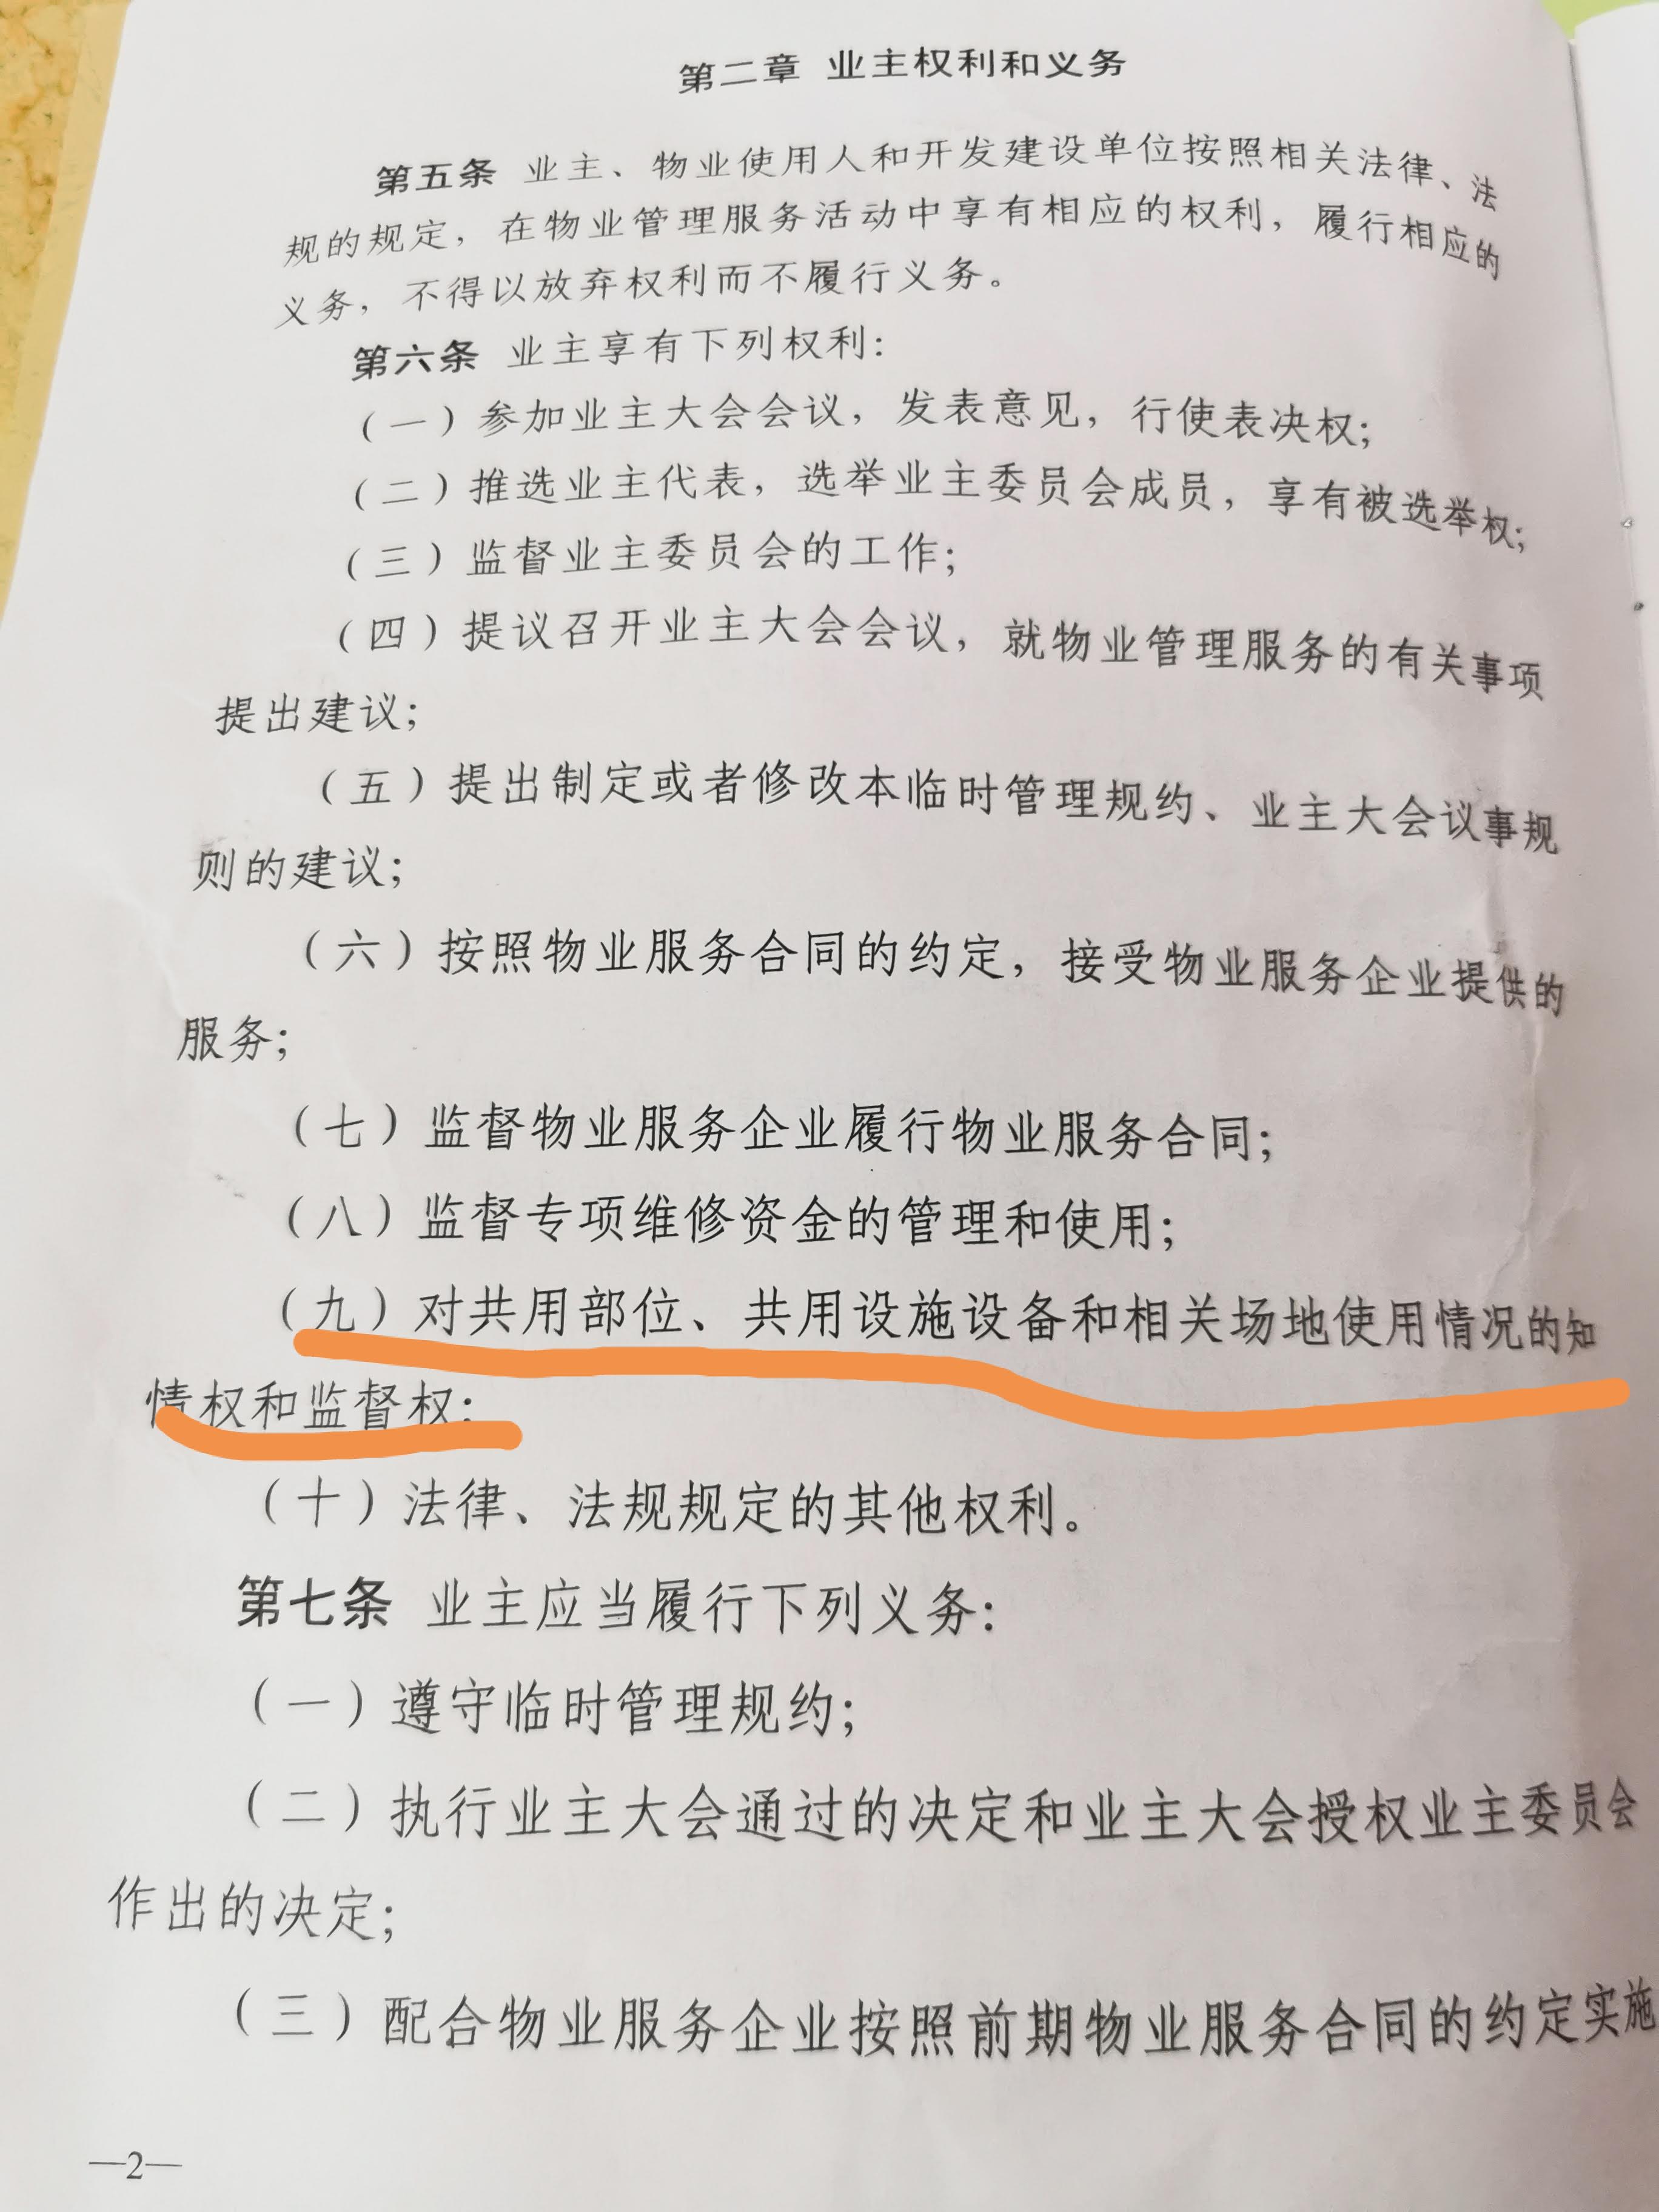 第二章 业主权利和义务
第五条 业主、物业使用人和开发建设单位按照相关法律、法
规的规定，在物业管理服务活动中享有相应的权利，履行相应的
义务，不得以放弃权利而不履行义务。
第六条 业主享有下列权利：
（一）参加业主大会会议，发表意见，行使表决权；
（二）推选业主代表，选举业主委员会成员，享有被选举权；
（三）监督业主委员会的工作；
（四）提议召开业主大会会议，就物业管理服务的有关事项
提出建议；
（五）提出制定或者修改本临时管理规约、业主大会议事规
则的建议；
（六）按照物业服务合同的约定，接受物业服务企业提供的
服务；
（七）监督物业服务企业履行物业服务合同；
（八）监督专项维修资金的管理和使用；
（九）对共用部位、共用设施设备和相关场地使用情况的知
情权和监督权；
（十）法律、法规规定的其他权利。
第七条 业主应当履行下列义务：
（一）遵守临时管理规约；
（二）执行业主大会通过的决定和业主大会授权业主委员会
作出的决定；
（三）配合物业服务企业按照前期物业服务合同的约定实施
—2—